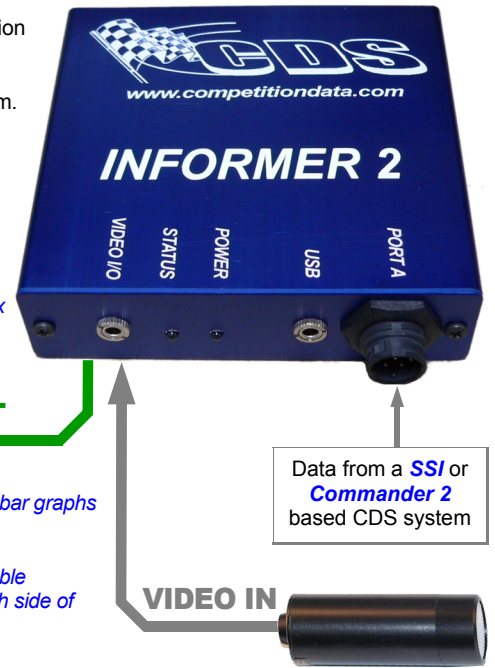 ion
m.
CDS
www.competitiondata.com
INFORMER 2
VIDEO I/O
STATUS
POWER
USB
PORT A
x
Data from a SSI or
Commander 2
based CDS system
bar graphs
ble
h side of
VIDEO IN